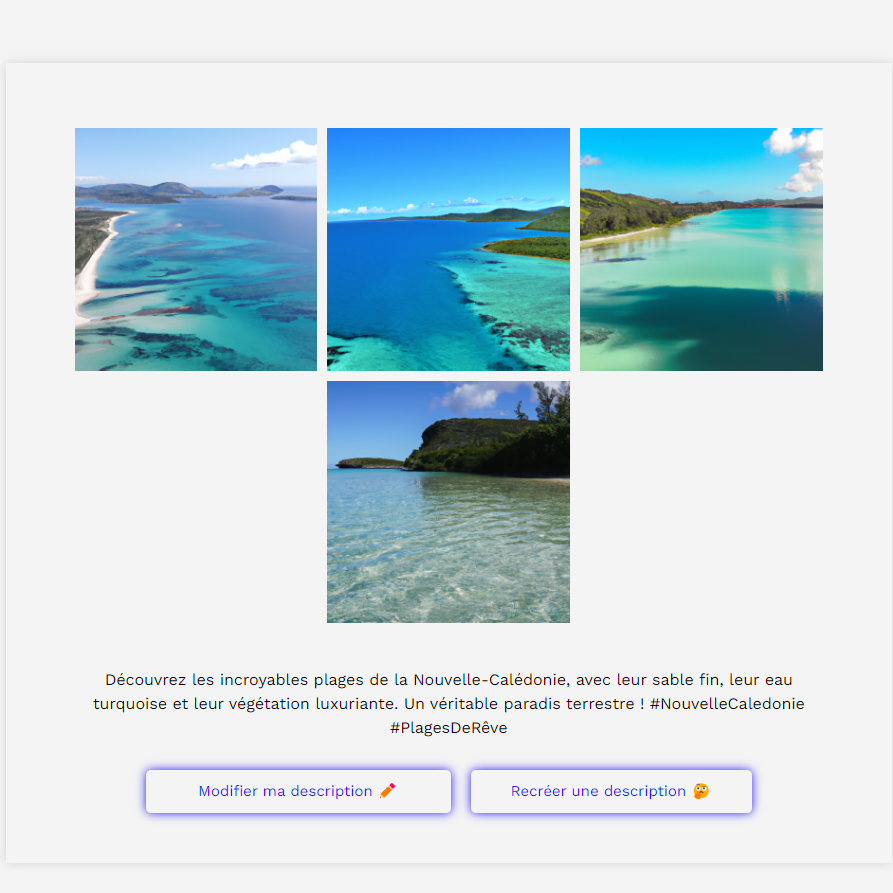 Découvrez les incroyables plages de la Nouvelle-Calédonie, avec leur sable fin, leur eau
turquoise et leur végétation luxuriante. Un véritable paradis terrestre ! #NouvelleCaledonie
#PlagesDeRêve
Modifier ma description
Recréer une description